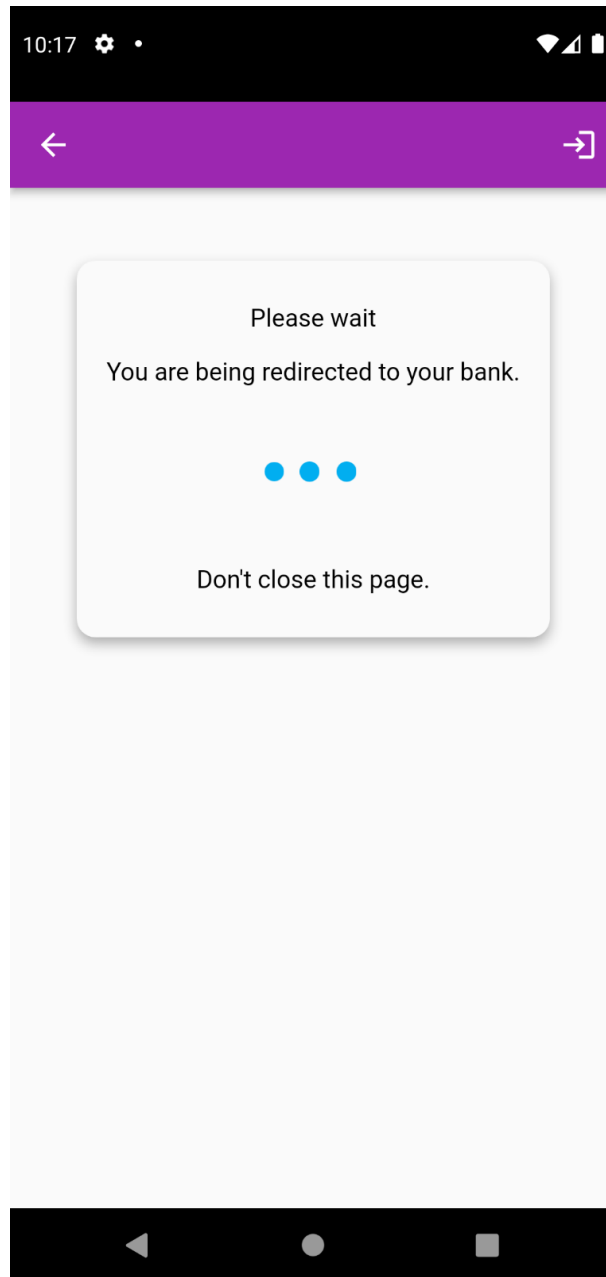 10:17
Please wait
You are being redirected to your bank.
Don't close this page.